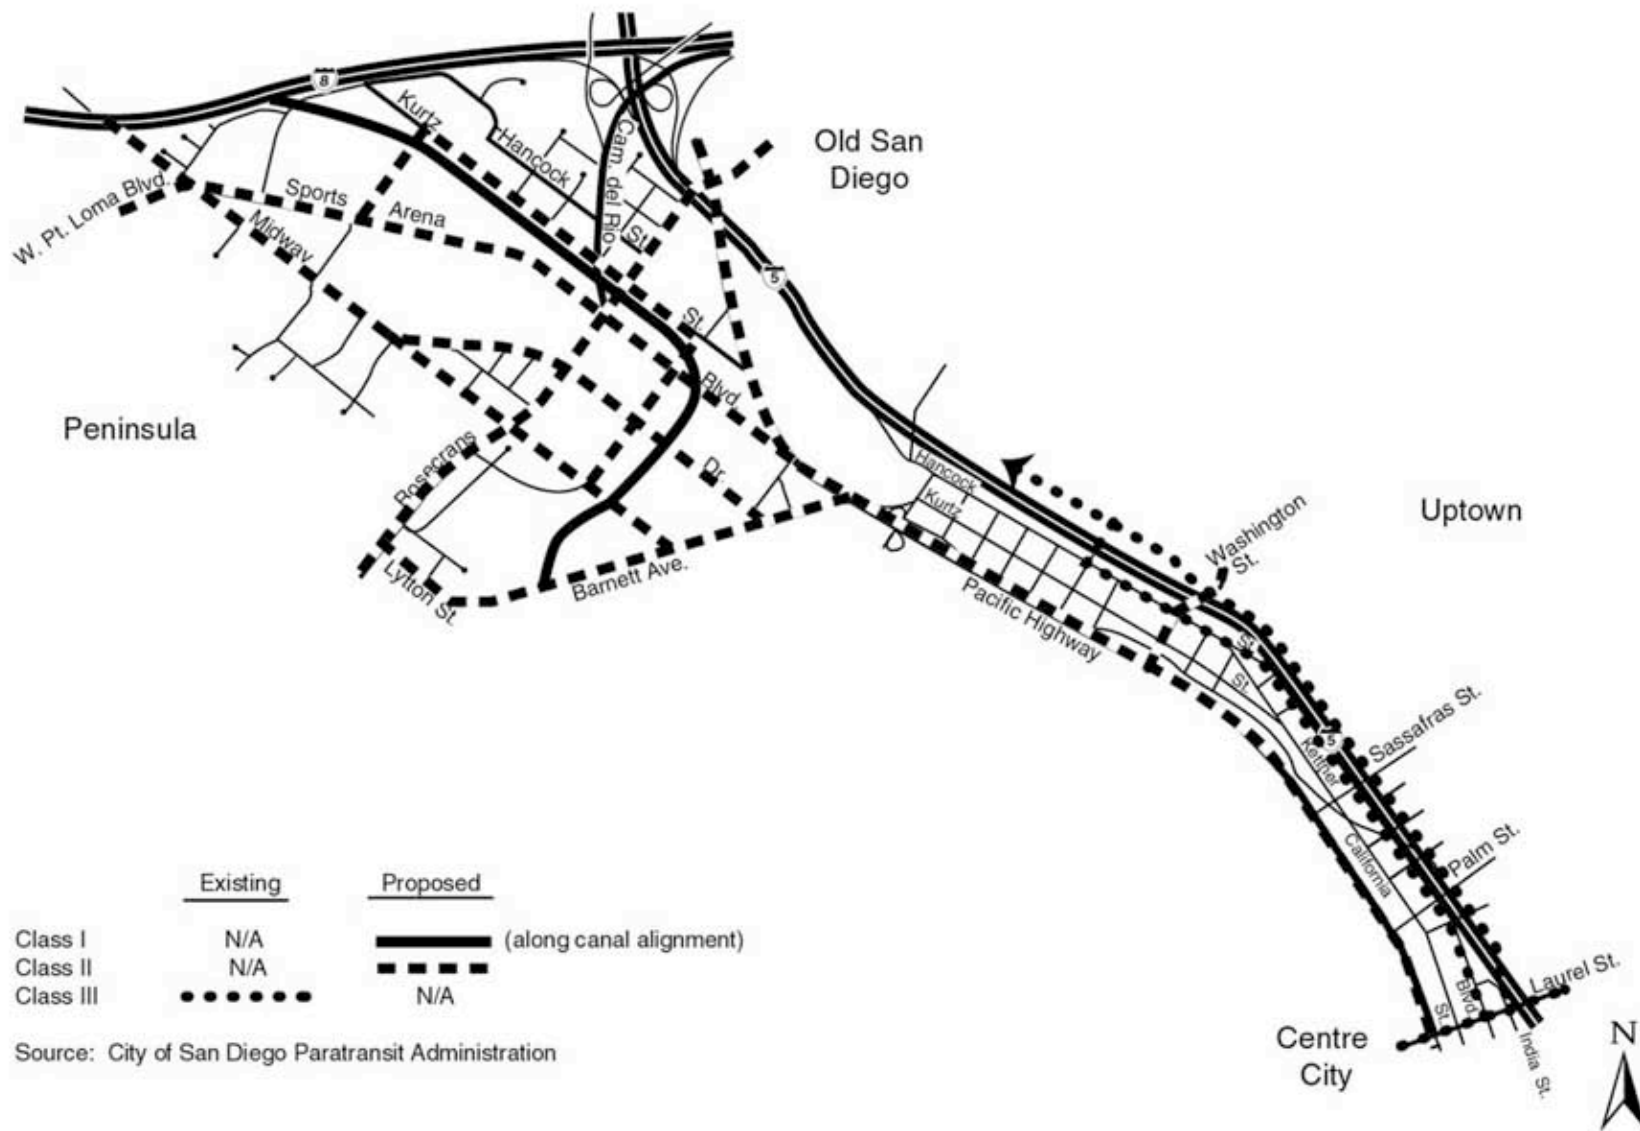 8
Kurtz
Hancock
Cam. del Rio
St.
Old San
Diego
W. Pt. Loma Blvd.
Sports
Arena
Midway
5
St.
Blvd.
Peninsula
Rosecrans
Dr.
Hancock
Kurtz
Washington
St.
Uptown
Lytton St.
Barnett Ave.
Pacific Highway
St.
St.
Sassafras St.
5
Kettner
Palm St.
California
Existing
Proposed
Class I
N/A
(along canal alignment)
Class II
N/A
Class III
N/A
Laurel St.
Blvd.
St.
India St.
Centre
City
N
Source: City of San Diego Paratransit Administration